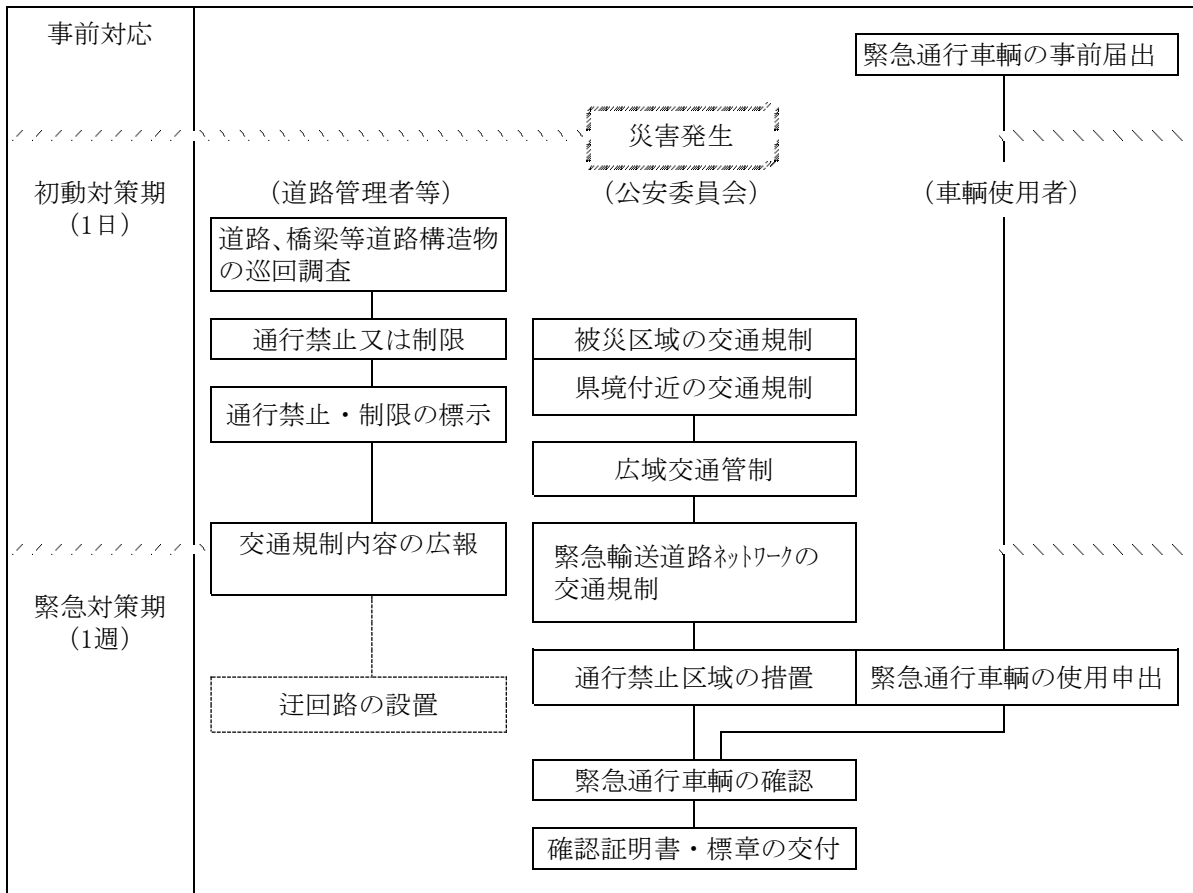 事前対応
緊急通行車輌の事前届出
災害発生
初動対策期
(1日)
(道路管理者等)
(公安委員会)
(車輌使用者)
道路、橋梁等道路構造物
の巡回調査
通行禁止又は制限
被災区域の交通規制
県境付近の交通規制
通行禁止・制限の標示
広域交通管制
交通規制内容の広報
緊急輸送道路ﾈｯﾄﾜｰｸの
交通規制
緊急対策期
(1週)
通行禁止区域の措置
緊急通行車輌の使用申出
迂回路の設置
緊急通行車輌の確認
確認証明書・標章の交付